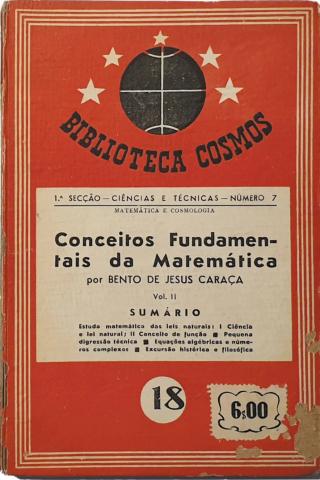 BIBLIOTECA COSMOS
1.ª SECÇÃO — CIÊNCIAS E TÉCNICAS — NÚMERO 7
MATEMÁTICA E COSMOLOGIA
Conceitos Fundamen-
tais da Matemática
por BENTO DE JESUS CARAÇA
Vol. II
SUMÁRIO
Estudo matemático das leis naturais: I Ciência
e lei natural; II Conceito de função ■ Pequena
digressão técnica ■ Equações algébricas e núme-
ros complexos ■ Excursão histórica e filosófica
18
6$00